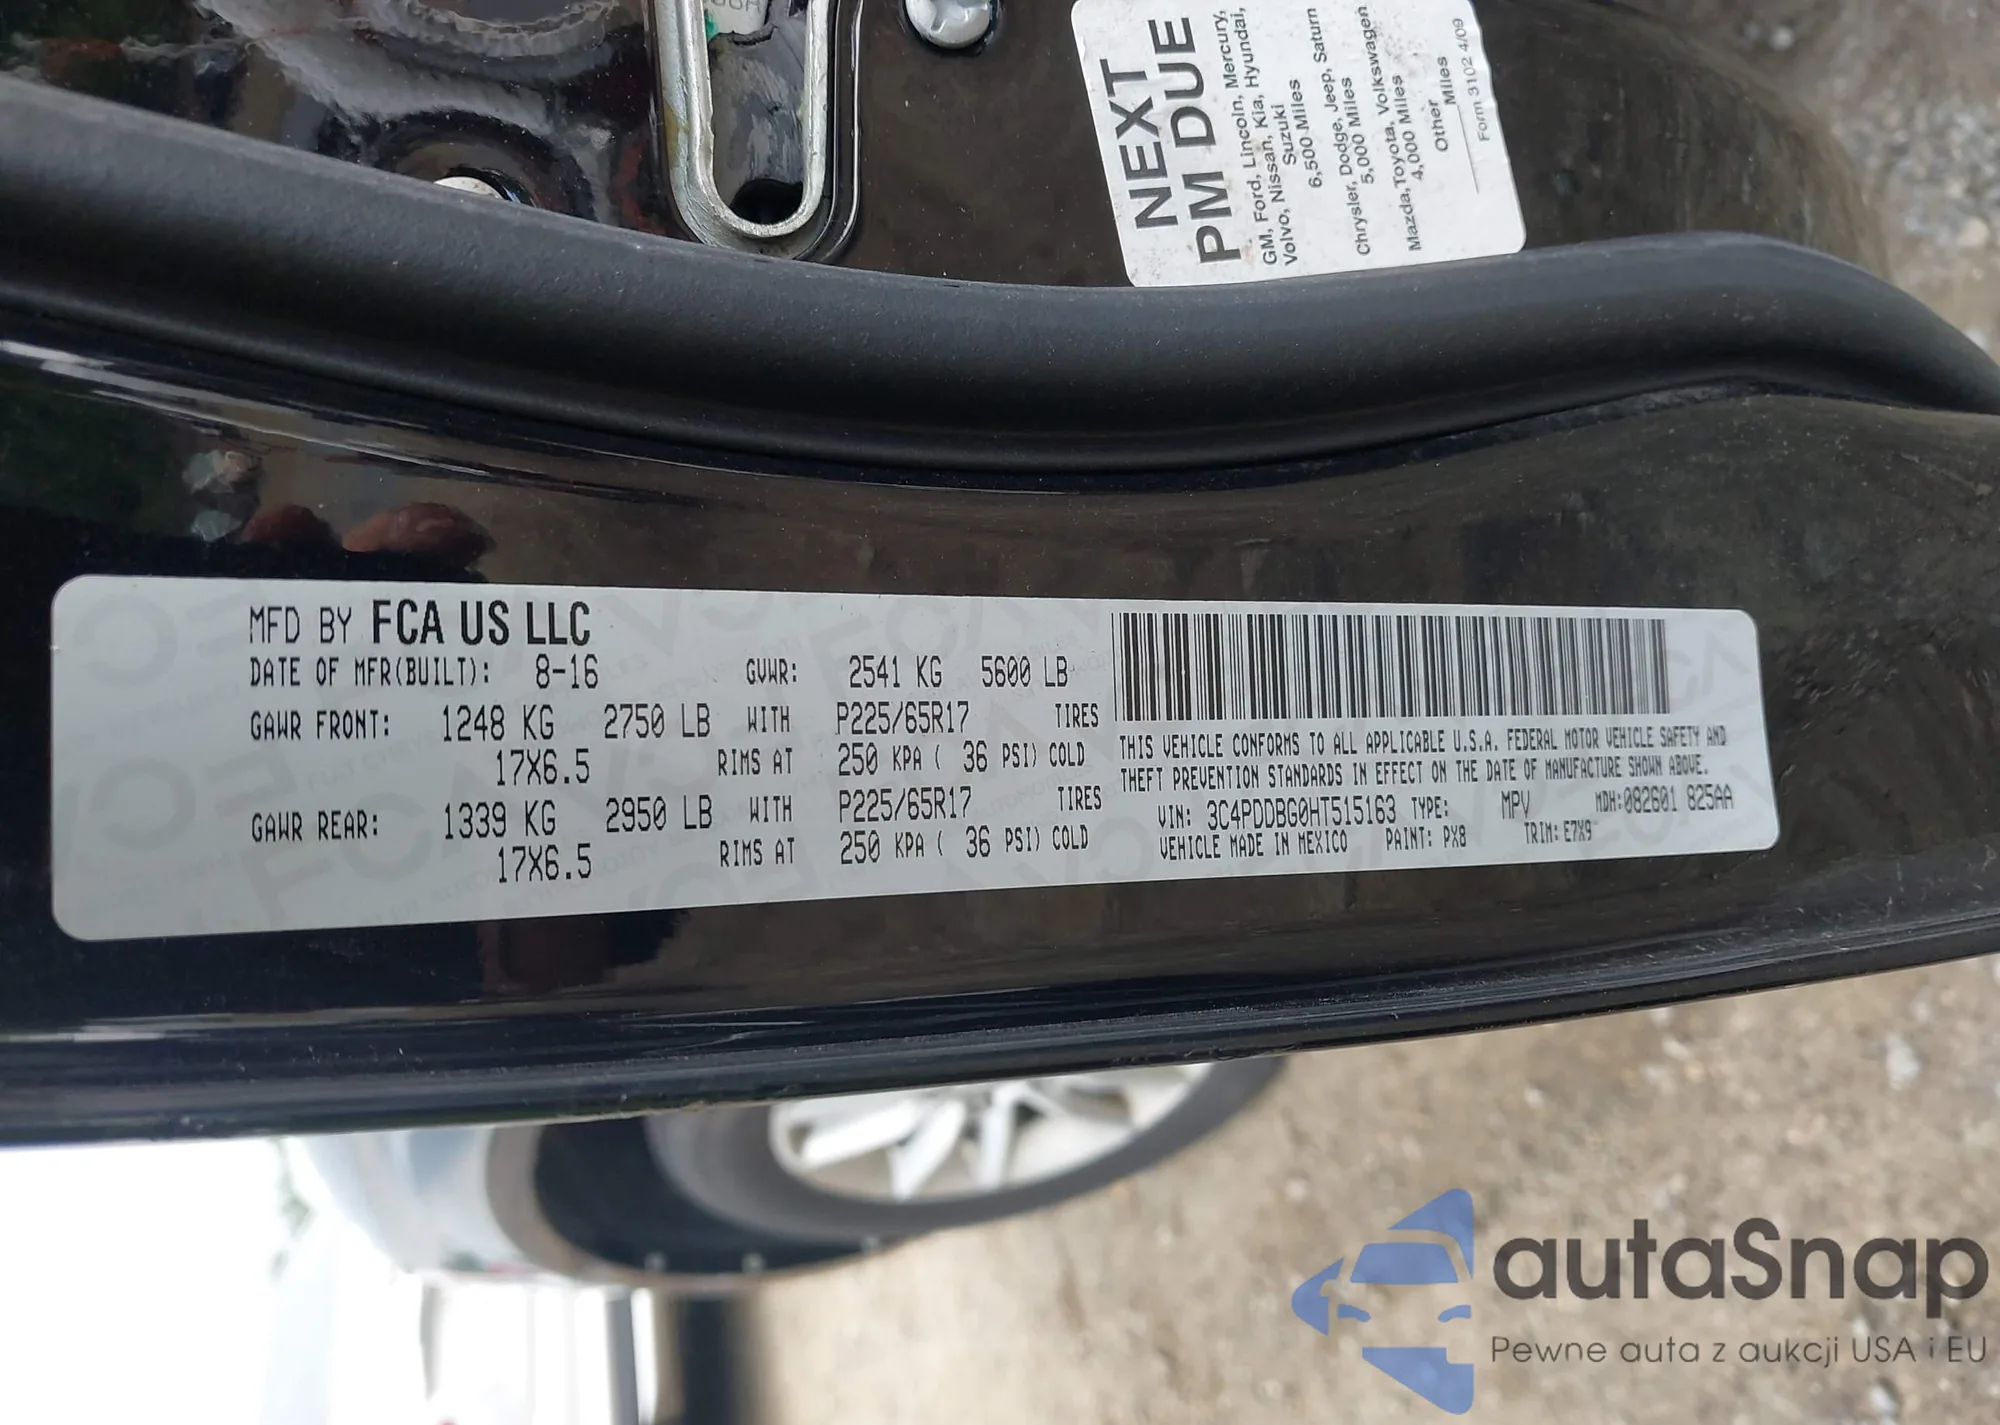 NEXT
PM DUE
GM, Ford, Lincoln, Mercury,
Volvo, Nissan, Kia, Hyundai,
Suzuki
6,500 Miles
Chrysler, Dodge, Jeep, Saturn
5,000 Miles
Mazda, Toyota, Volkswagen
4,000 Miles
Other
Miles
Form 3102 4/09
MFD BY FCA US LLC
DATE OF MFR(BUILT): 8-16 GVWR: 2541 KG 5600 LB
GAWR FRONT: 1248 KG 2750 LB WITH P225/65R17 TIRES
17X6.5 RIMS AT 250 KPA ( 36 PSI) COLD
GAWR REAR: 1339 KG 2950 LB WITH P225/65R17 TIRES
17X6.5 RIMS AT 250 KPA ( 36 PSI) COLD
THIS VEHICLE CONFORMS TO ALL APPLICABLE U.S.A. FEDERAL MOTOR VEHICLE SAFETY AND
THEFT PREVENTION STANDARDS IN EFFECT ON THE DATE OF MANUFACTURE SHOWN ABOVE.
VIN: 3C4PDDBG0HT515163 TYPE: MPV MDH:082601 825AA
VEHICLE MADE IN MEXICO PAINT: PX8 TRIM: E7X9
autaSnap
Pewne auta z aukcji USA i EU